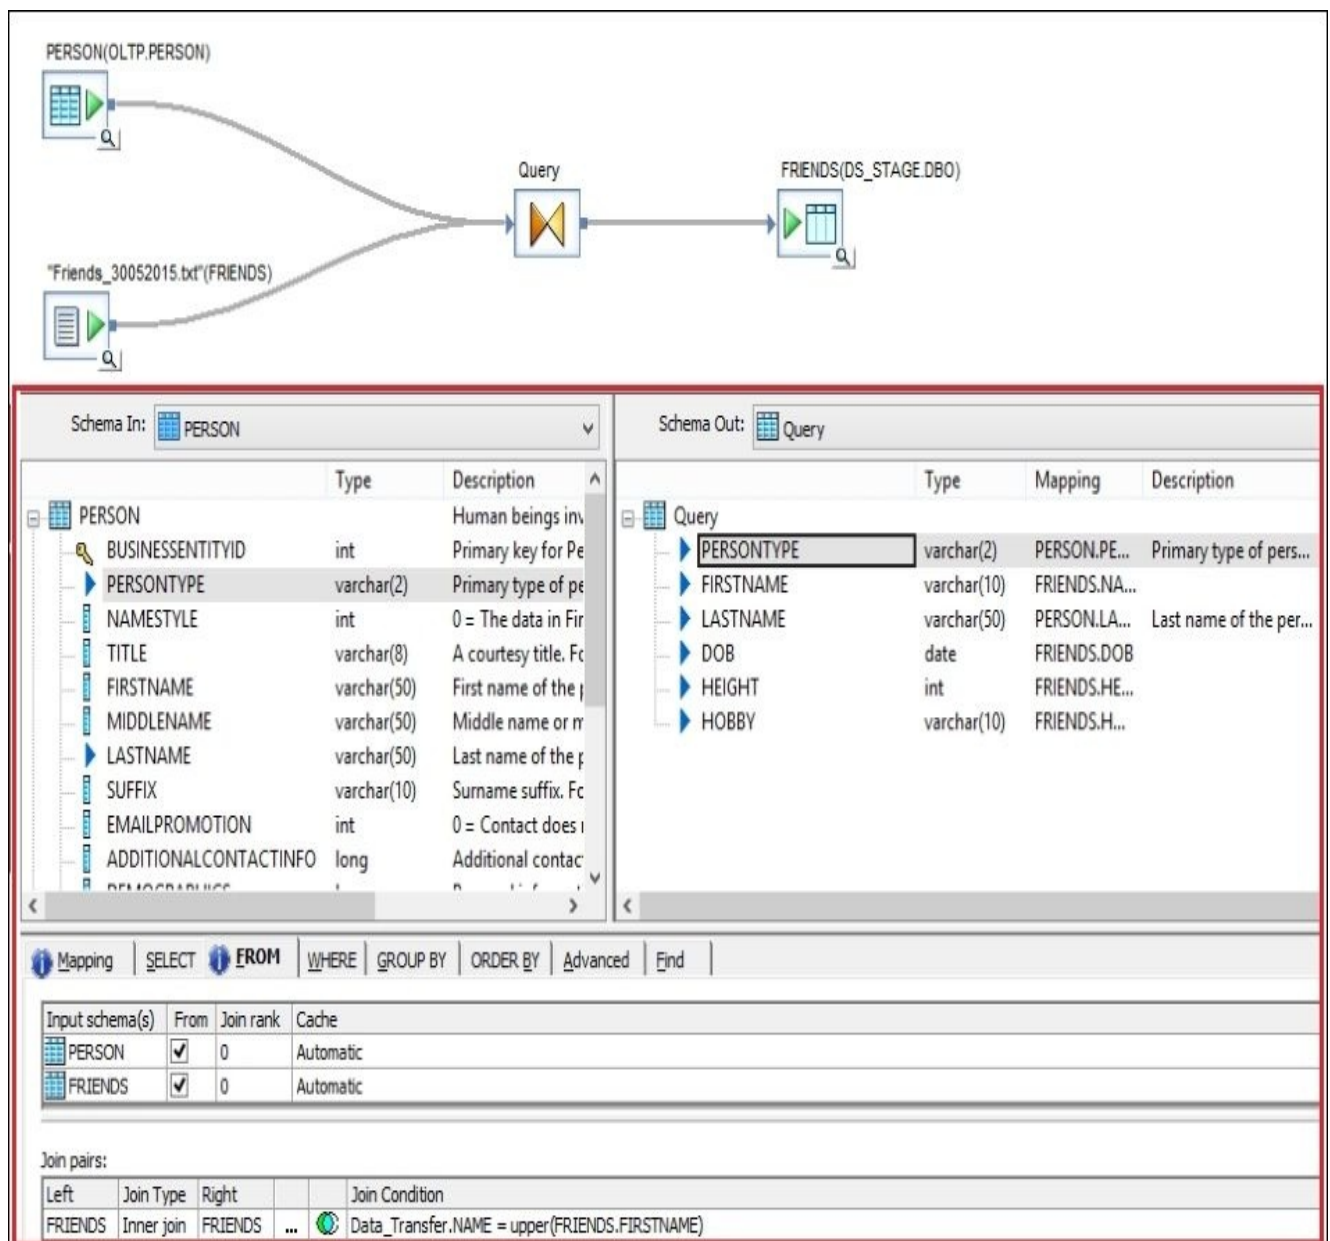 PERSON(OLTP.PERSON)
Query
FRIENDS(DS_STAGE.DBO)
"Friends_30052015.txt"(FRIENDS)
Schema In: PERSON
Schema Out: Query
Type Description
PERSON Human beings inv
BUSINESSENTITYID int Primary key for Pe
PERSONTYPE varchar(2) Primary type of pe
NAMESTYLE int 0 = The data in Fir
TITLE varchar(8) A courtesy title. Fo
FIRSTNAME varchar(50) First name of the p
MIDDLENAME varchar(50) Middle name or m
LASTNAME varchar(50) Last name of the p
SUFFIX varchar(10) Surname suffix. Fo
EMAILPROMOTION int 0 = Contact does
ADDITIONALCONTACTINFO long Additional contac
Type Mapping Description
Query
PERSONTYPE varchar(2) PERSON.PE... Primary type of pers...
FIRSTNAME varchar(10) FRIENDS.NA...
LASTNAME varchar(50) PERSON.LA... Last name of the per...
DOB date FRIENDS.DOB
HEIGHT int FRIENDS.HE...
HOBBY varchar(10) FRIENDS.H...
Mapping SELECT FROM WHERE GROUP BY ORDER BY Advanced Find
Input schema(s) From Join rank Cache
PERSON 0 Automatic
FRIENDS 0 Automatic
Join pairs:
Left Join Type Right Join Condition
FRIENDS Inner join FRIENDS ... Data_Transfer.NAME = upper(FRIENDS.FIRSTNAME)